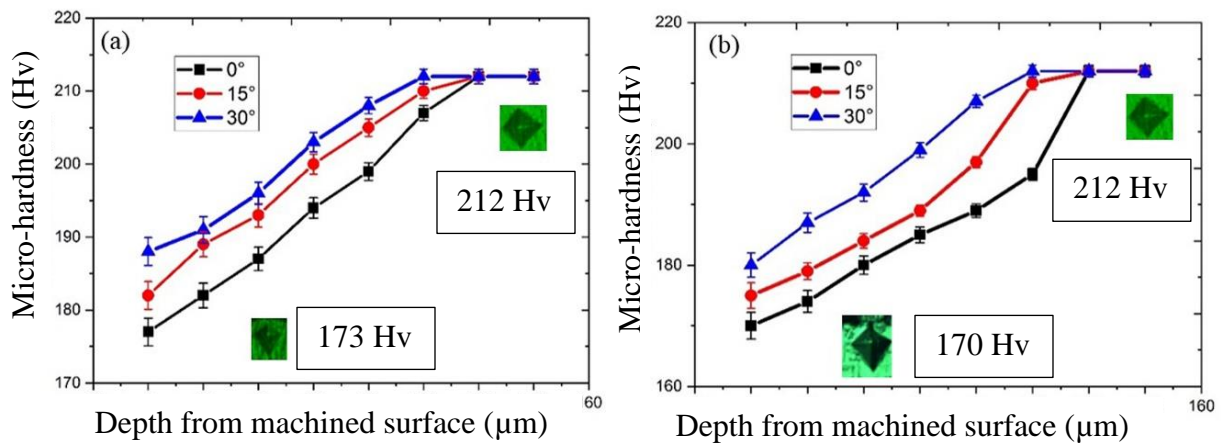 (a)
Micro-hardness (Hv)
220
210
200
190
180
170
0°
15°
30°
212 Hv
173 Hv
60
Depth from machined surface (µm)
(b)
Micro-hardness (Hv)
220
200
180
160
0°
15°
30°
212 Hv
170 Hv
160
Depth from machined surface (µm)